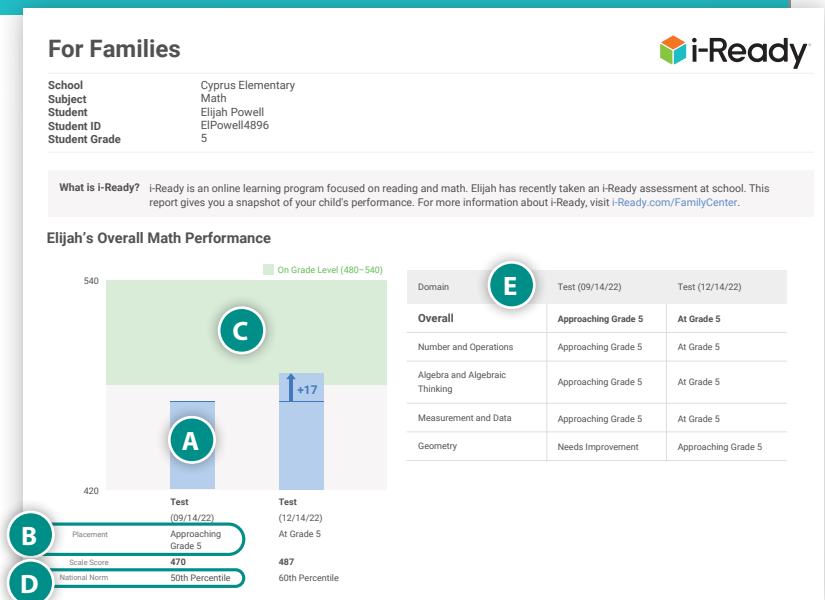 For Families
i-Ready
School Cyprus Elementary
Subject Math
Student Elijah Powell
Student ID ElPowell4896
Student Grade 5
What is i-Ready? i-Ready is an online learning program focused on reading and math. Elijah has recently taken an i-Ready assessment at school. This
report gives you a snapshot of your child's performance. For more information about i-Ready, visit i-Ready.com/FamilyCenter.
Elijah's Overall Math Performance
On Grade Level (480–540)
540
C
+17
A
420
Test Test
(09/14/22) (12/14/22)
B Placement Approaching At Grade 5
Grade 5
Scale Score 470 487
D National Norm 50th Percentile 60th Percentile
Domain E Test (09/14/22) Test (12/14/22)
Overall Approaching Grade 5 At Grade 5
Number and Operations Approaching Grade 5 At Grade 5
Algebra and Algebraic
Thinking Approaching Grade 5 At Grade 5
Measurement and Data Approaching Grade 5 At Grade 5
Geometry Needs Improvement Approaching Grade 5